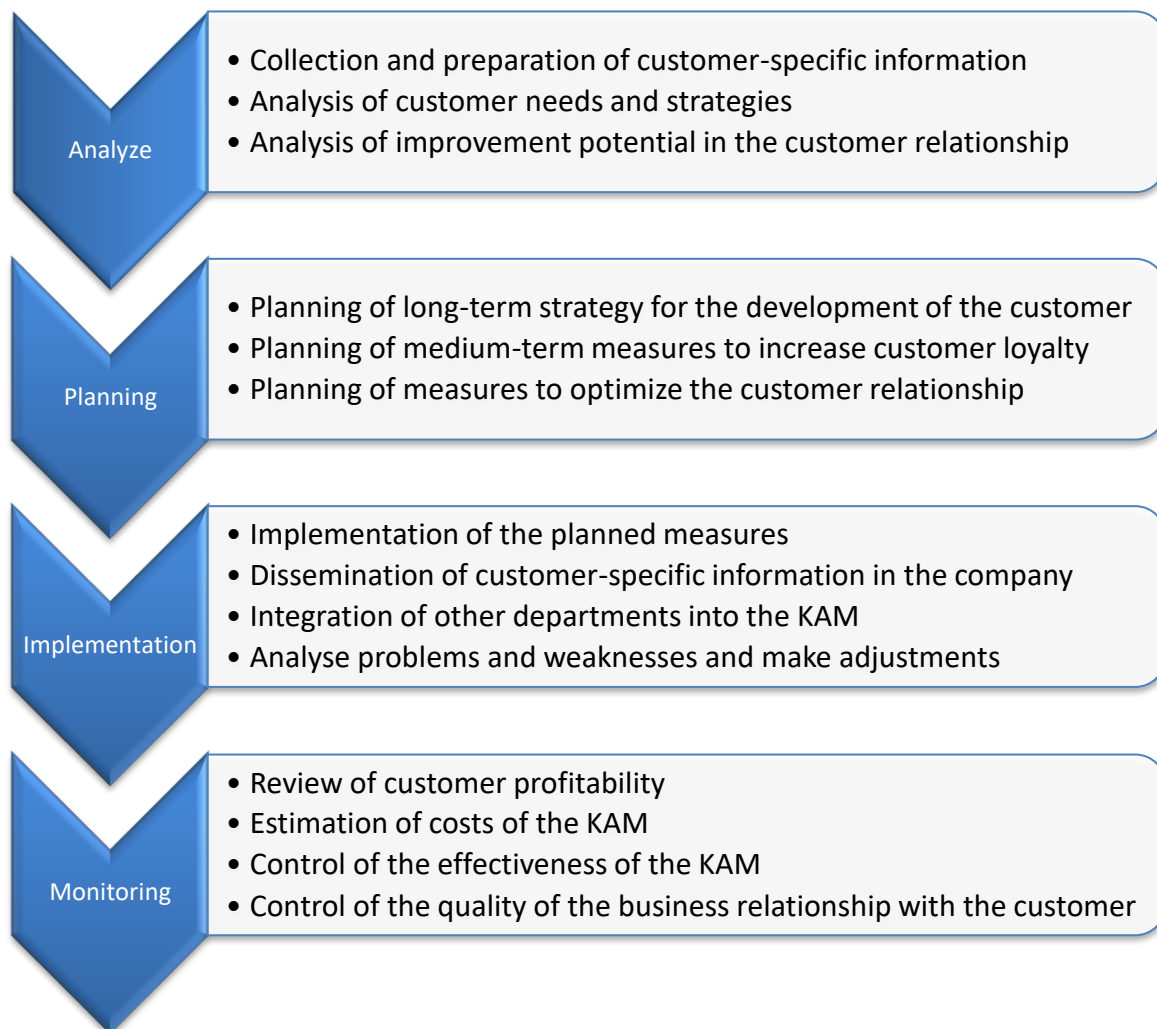 Analyze
• Collection and preparation of customer-specific information
• Analysis of customer needs and strategies
• Analysis of improvement potential in the customer relationship
Planning
• Planning of long-term strategy for the development of the customer
• Planning of medium-term measures to increase customer loyalty
• Planning of measures to optimize the customer relationship
Implementation
• Implementation of the planned measures
• Dissemination of customer-specific information in the company
• Integration of other departments into the KAM
• Analyse problems and weaknesses and make adjustments
Monitoring
• Review of customer profitability
• Estimation of costs of the KAM
• Control of the effectiveness of the KAM
• Control of the quality of the business relationship with the customer